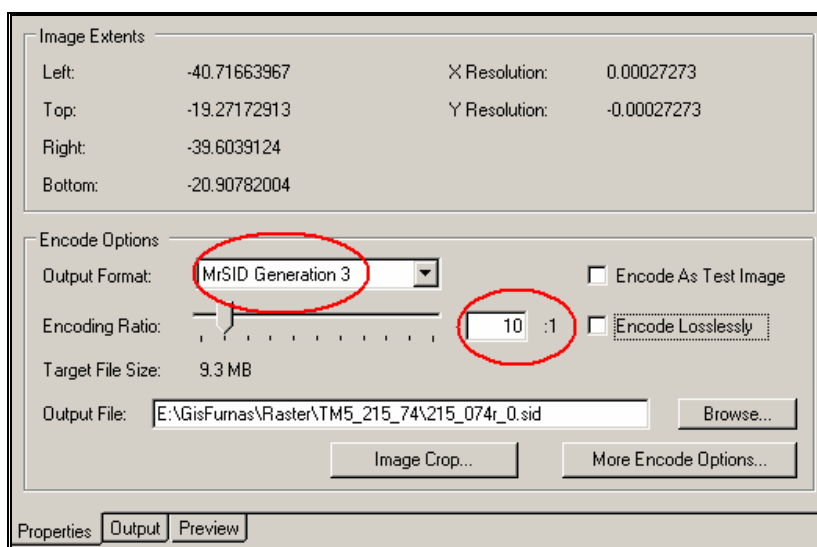 Image Extents
Left: -40.71663967 X Resolution: 0.00027273
Top: -19.27172913 Y Resolution: -0.00027273
Right: -39.6039124
Bottom: -20.90782004
Encode Options
Output Format: MrSID Generation 3 Encode As Test Image
Encoding Ratio: 10 :1 Encode Losslessly
Target File Size: 9.3 MB
Output File: E:\GisFurnas\Raster\TM5_215_74\215_074r_0.sid Browse...
Image Crop... More Encode Options...
Properties Output Preview